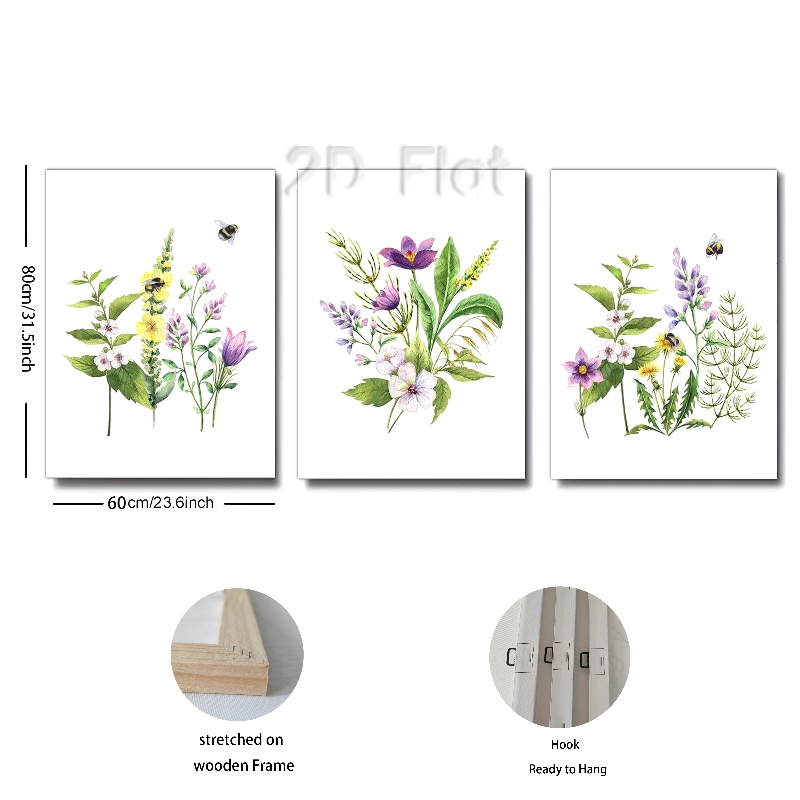 2D Flat
80cm/31.5inch
60cm/23.6inch
stretched on
wooden Frame
Hook
Ready to Hang